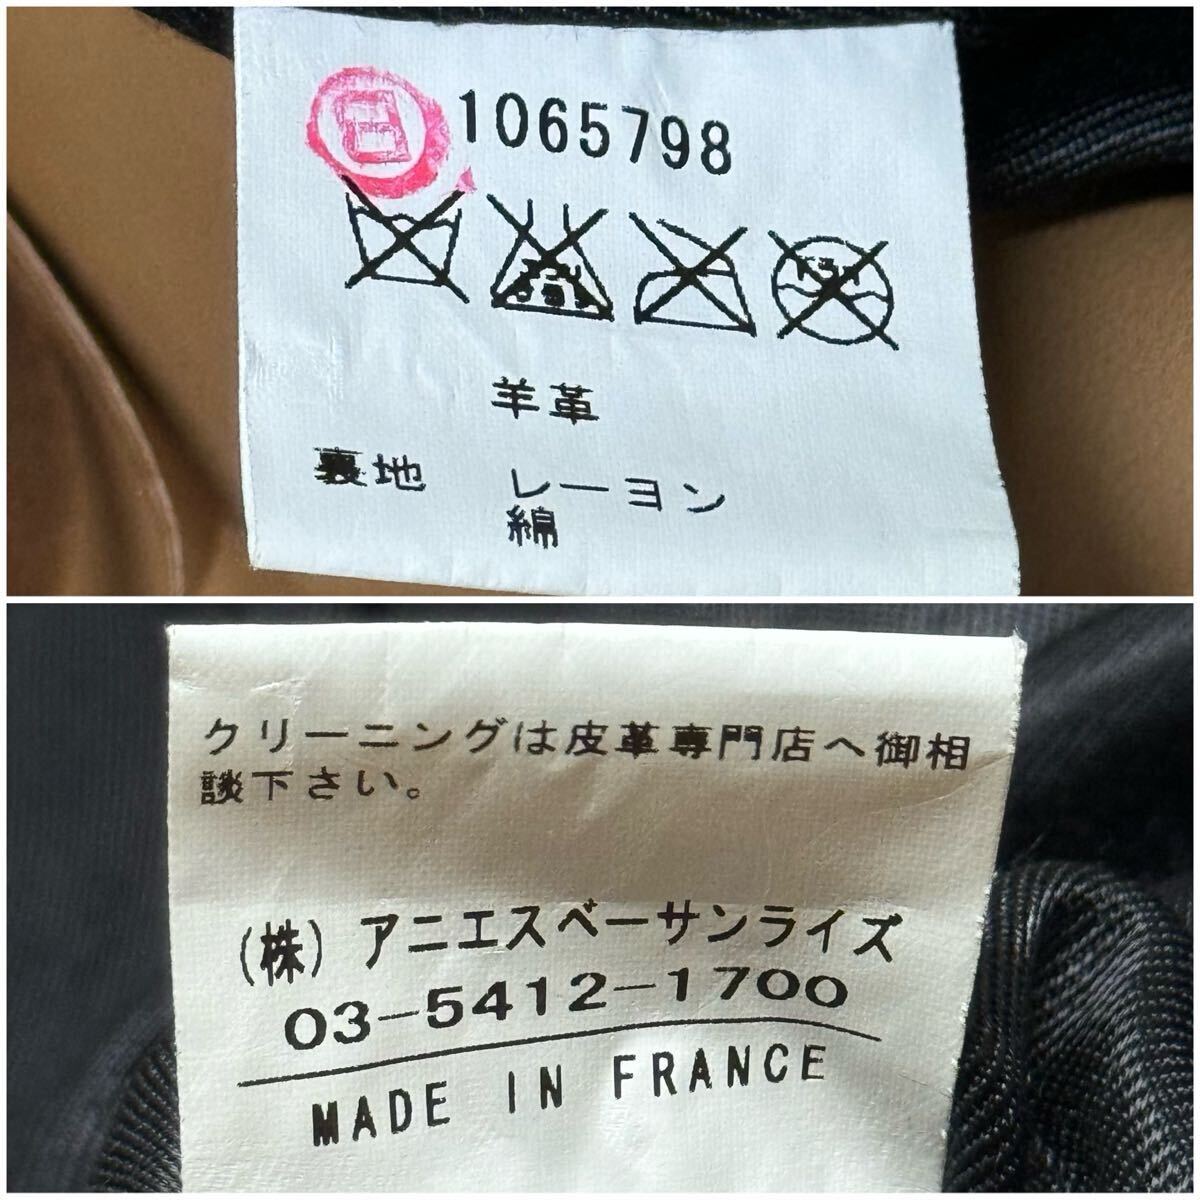 1065798
羊革
裏地 レーヨン
綿
クリーニングは皮革専門店へ御相
談下さい。
(株) アニエスベーサンライズ
03-5412-1700
MADE IN FRANCE